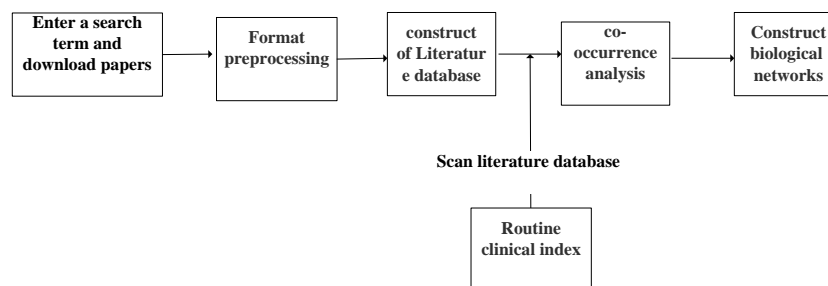 Enter a search
term and
download papers
Format
preprocessing
construct
of Literatur
e database
co-
occurrence
analysis
Construct
biological
networks
Scan literature database
Routine
clinical index